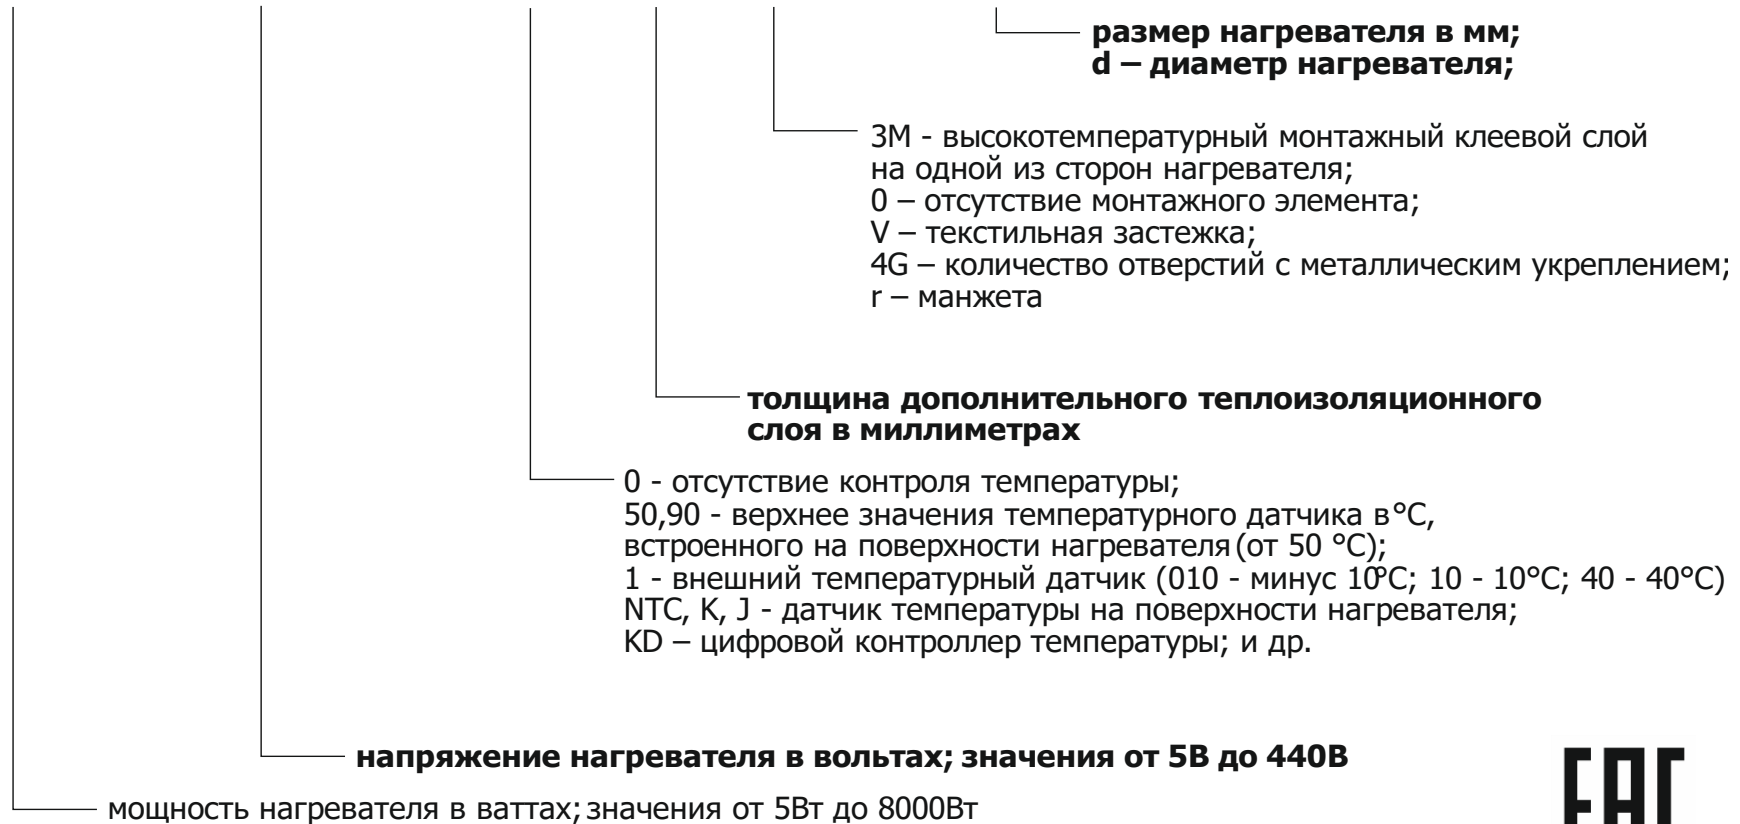 размер нагревателя в мм;
d – диаметр нагревателя;
3М - высокотемпературный монтажный клеевой слой
на одной из сторон нагревателя;
0 – отсутствие монтажного элемента;
V – текстильная застежка;
4G – количество отверстий с металлическим укреплением;
r – манжета
толщина дополнительного теплоизоляционного
слоя в миллиметрах
0 - отсутствие контроля температуры;
50,90 - верхнее значения температурного датчика в°С,
встроенного на поверхности нагревателя (от 50 °С);
1 - внешний температурный датчик (010 - минус 10°С; 10 - 10°С; 40 - 40°С)
NTC, K, J - датчик температуры на поверхности нагревателя;
KD – цифровой контроллер температуры; и др.
напряжение нагревателя в вольтах; значения от 5В до 440В
мощность нагревателя в ваттах; значения от 5Вт до 8000Вт
EAC